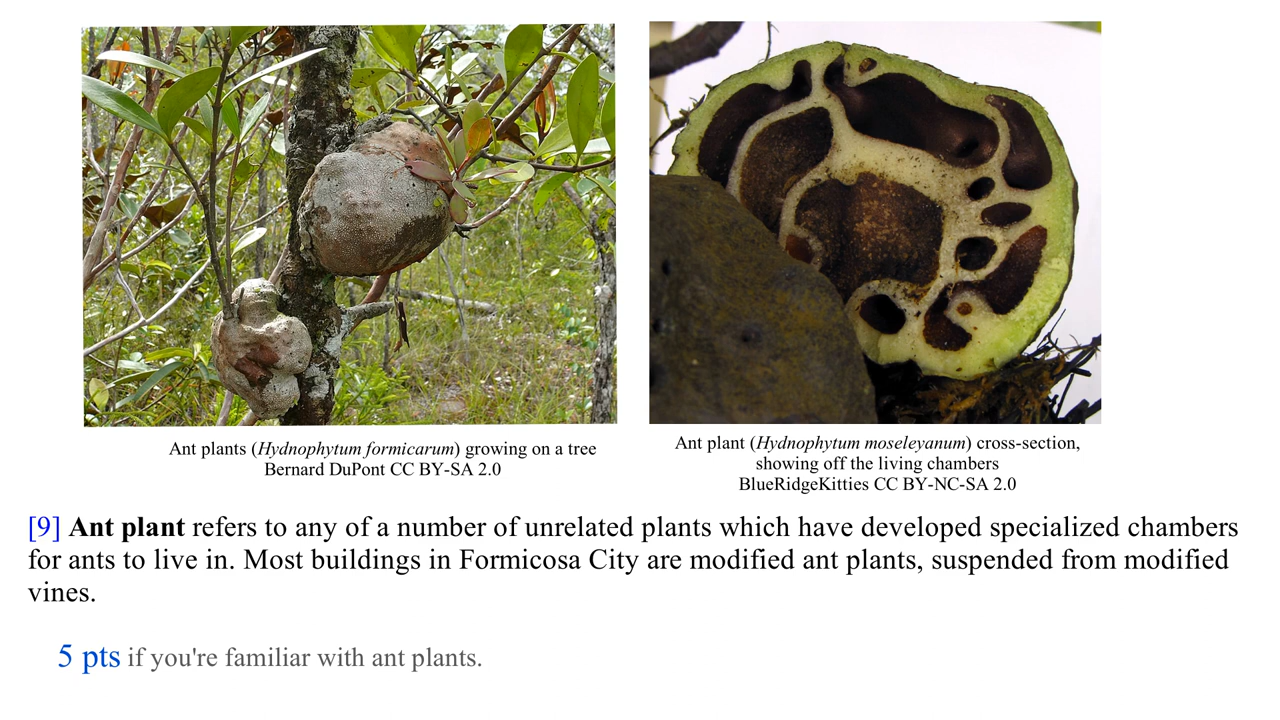 Ant plants (Hydnophytum formicarum) growing on a tree
Bernard DuPont CC BY-SA 2.0
Ant plant (Hydnophytum moseleyanum) cross-section,
showing off the living chambers
BlueRidgeKitties CC BY-NC-SA 2.0
[9] Ant plant refers to any of a number of unrelated plants which have developed specialized chambers
for ants to live in. Most buildings in Formicosa City are modified ant plants, suspended from modified
vines.
5 pts if you're familiar with ant plants.